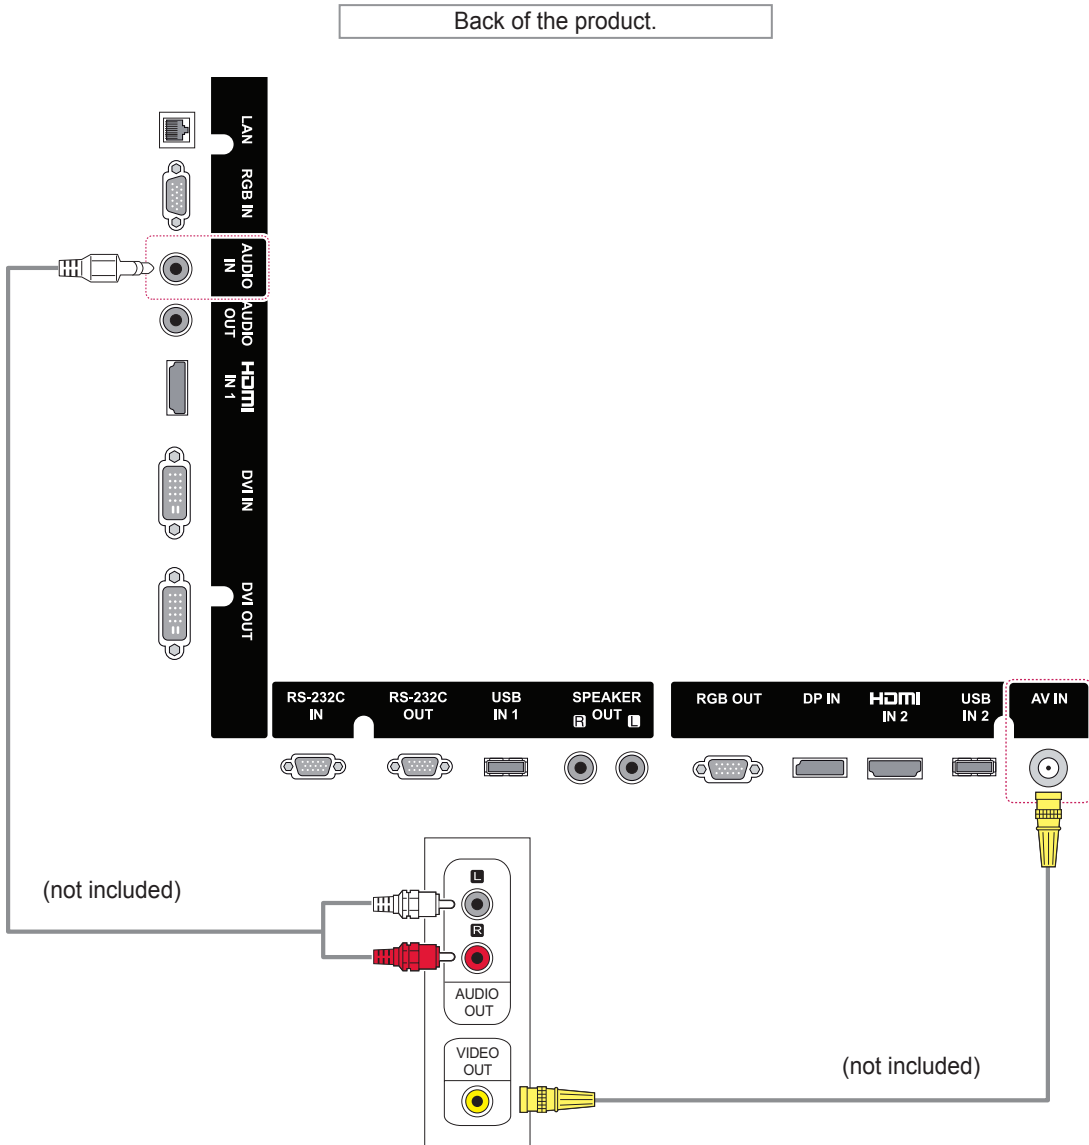 Back of the product.
LAN
RGB IN
AUDIO
IN
AUDIO
OUT
HDMI
IN 1
DVI IN
DVI OUT
RS-232C
IN
RS-232C
OUT
USB
IN 1
SPEAKER
R OUT L
RGB OUT
DP IN
HDMI
IN 2
USB
IN 2
AV IN
(not included)
L
R
AUDIO
OUT
VIDEO
OUT
(not included)